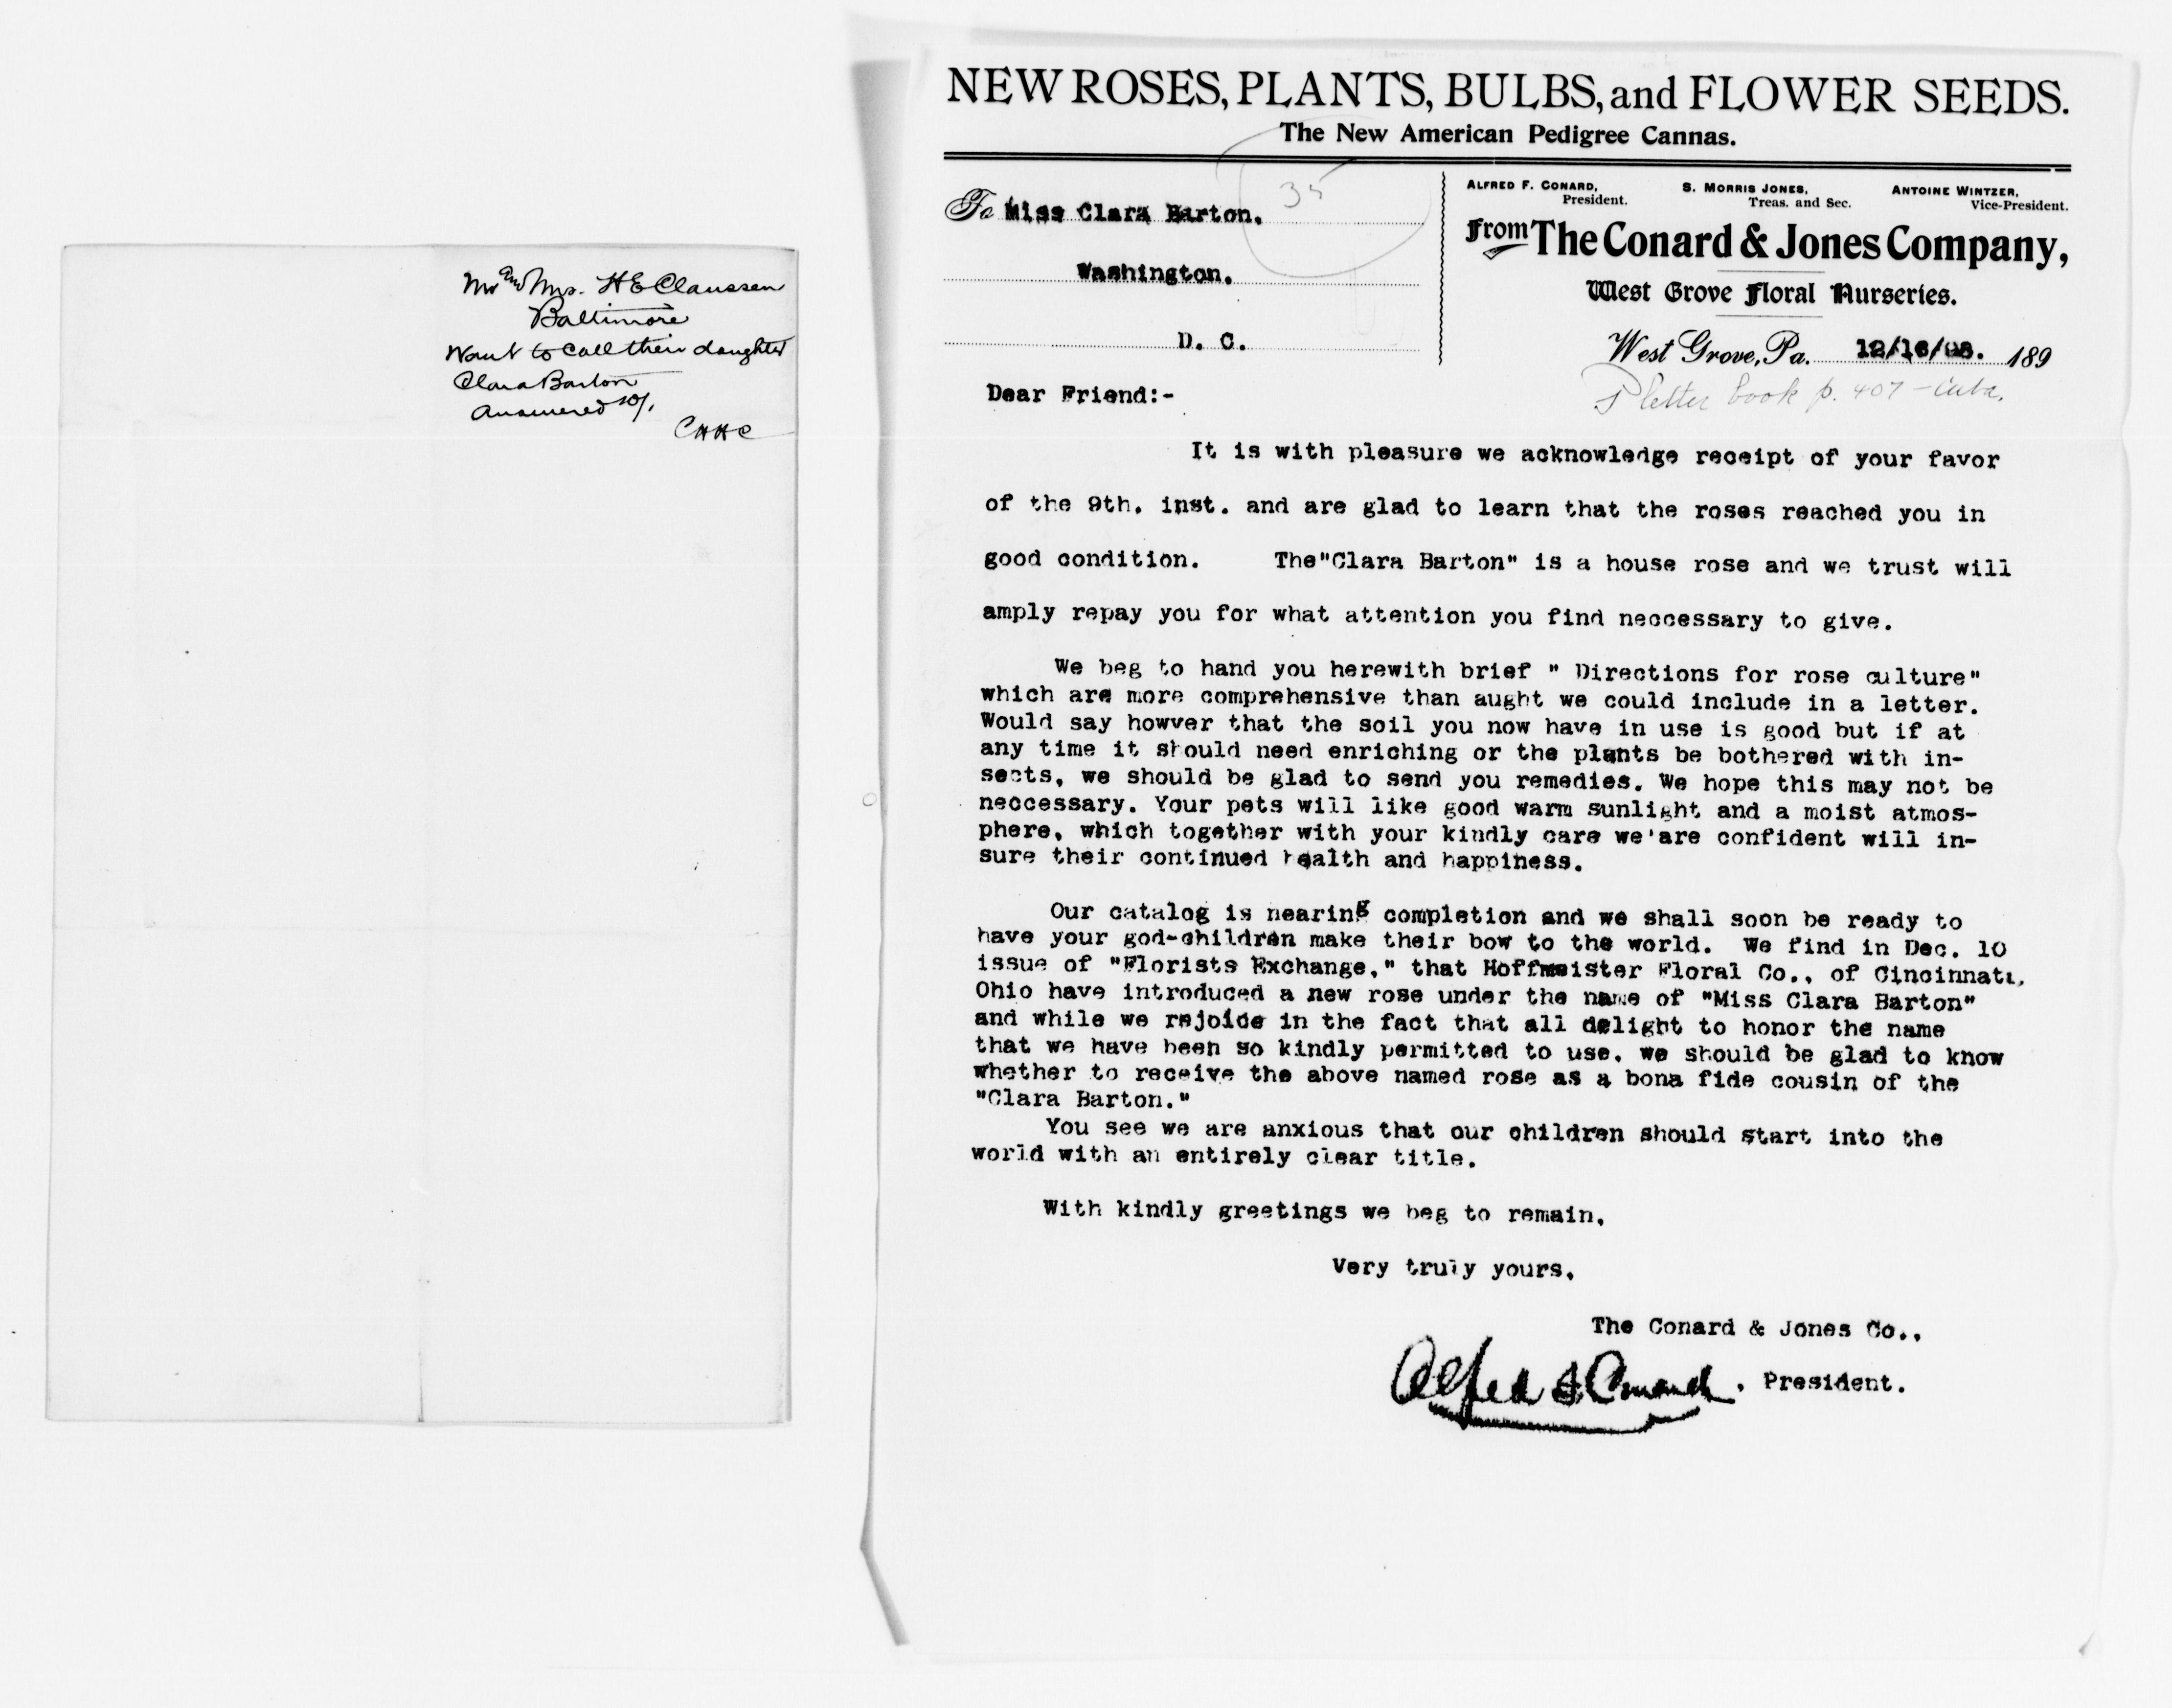 Mr and Mrs. H E Claussen
Baltimore
Want to call their daughter
Clara Barton
Answered
NEW ROSES, PLANTS, BULBS, and FLOWER SEEDS.
The New American Pedigree Cannas.
35
To Miss Clara Barton.
Washington.
D. C.
ALFRED F. CONARD, President.
S. MORRIS JONES, Treas. and Sec.
ANTOINE WINTZER, Vice-President.
From The Conard & Jones Company,
West Grove Floral Nurseries.
West Grove, Pa. 12/16/98. 189
letter book p. 407 - Cuba.
Dear Friend:-
It is with pleasure we acknowledge receipt of your favor
of the 9th. inst. and are glad to learn that the roses reached you in
good condition. The"Clara Barton" is a house rose and we trust will
amply repay you for what attention you find neccessary to give.
We beg to hand you herewith brief " Directions for rose culture"
which are more comprehensive than aught we could include in a letter.
Would say howver that the soil you now have in use is good but if at
any time it should need enriching or the plants be bothered with in-
sects, we should be glad to send you remedies. We hope this may not be
neccessary. Your pets will like good warm sunlight and a moist atmos-
phere, which together with your kindly care we'are confident will in-
sure their continued health and happiness.
Our catalog is nearing completion and we shall soon be ready to
have your god-children make their bow to the world. We find in Dec. 10
issue of "Florists Exchange," that Hoffmeister Floral Co., of Cincinnati,
Ohio have introduced a new rose under the name of "Miss Clara Barton"
and while we rejoice in the fact that all delight to honor the name
that we have been so kindly permitted to use, we should be glad to know
whether to receive the above named rose as a bona fide cousin of the
"Clara Barton."
You see we are anxious that our children should start into the
world with an entirely clear title.
With kindly greetings we beg to remain,
Very truly yours,
The Conard & Jones Co.,
Alfred F Conard, President.